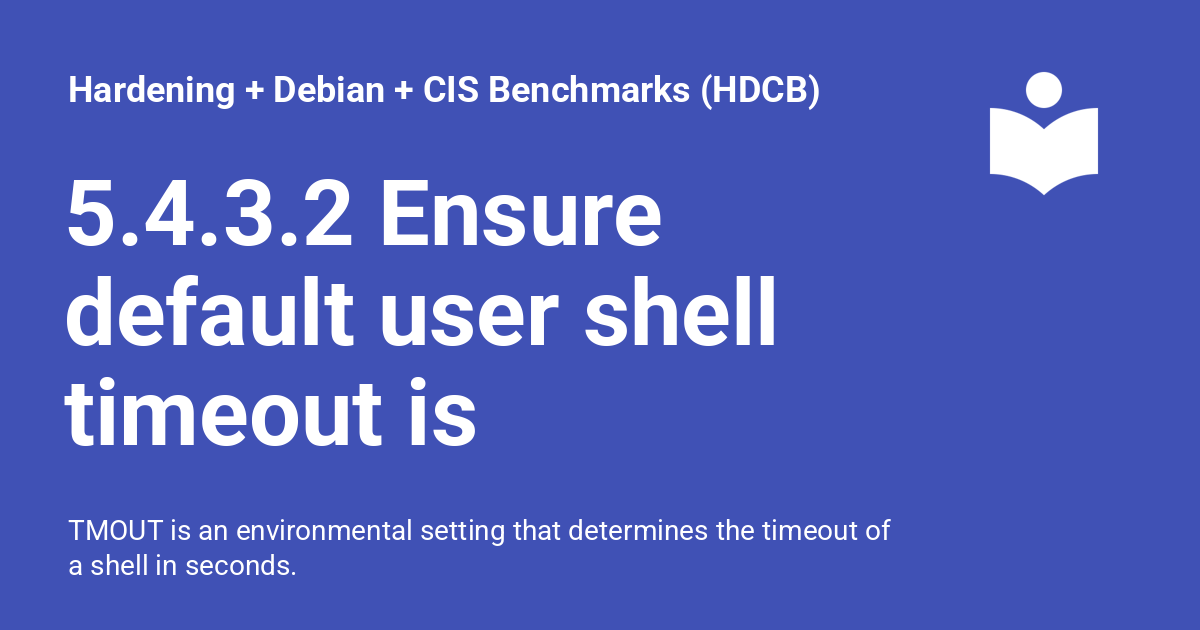 Hardening + Debian + CIS Benchmarks (HDCB)
5.4.3.2 Ensure
default user shell
timeout is
TMOUT is an environmental setting that determines the timeout of
a shell in seconds.